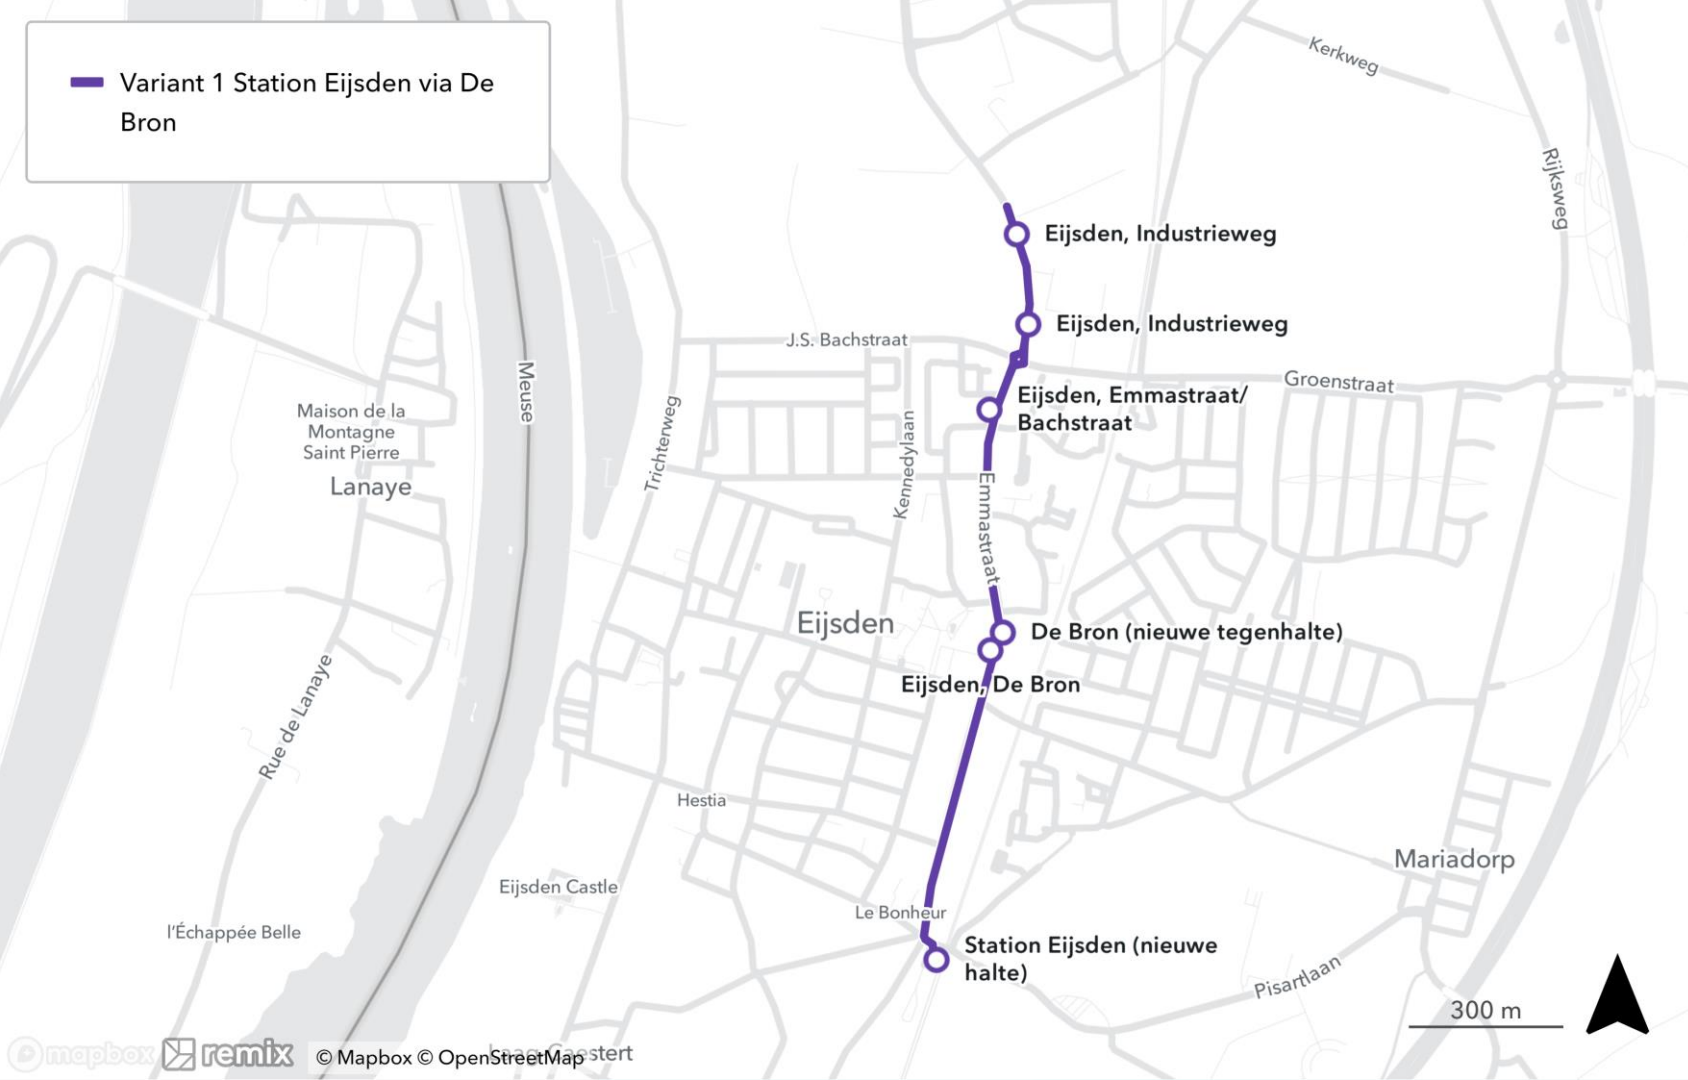 Variant 1 Station Eijsden via De
Bron
Kerkweg
Rijksweg
Eijsden, Industrieweg
Eijsden, Industrieweg
J.S. Bachstraat
Groenstraat
Meuse
Eijsden, Emmastraat/
Bachstraat
Maison de la
Montagne
Saint Pierre
Lanaye
Trichterweg
Kennedylaan
Emmastraat
Eijsden
De Bron (nieuwe tegenhalte)
Eijsden, De Bron
Rue de Lanaye
Hestia
Mariadorp
Eijsden Castle
Le Bonheur
l'Échappée Belle
Station Eijsden (nieuwe
halte)
Pisartlaan
300 m
mapbox
remix
© Mapbox © OpenStreetMap
Laag-Caestert